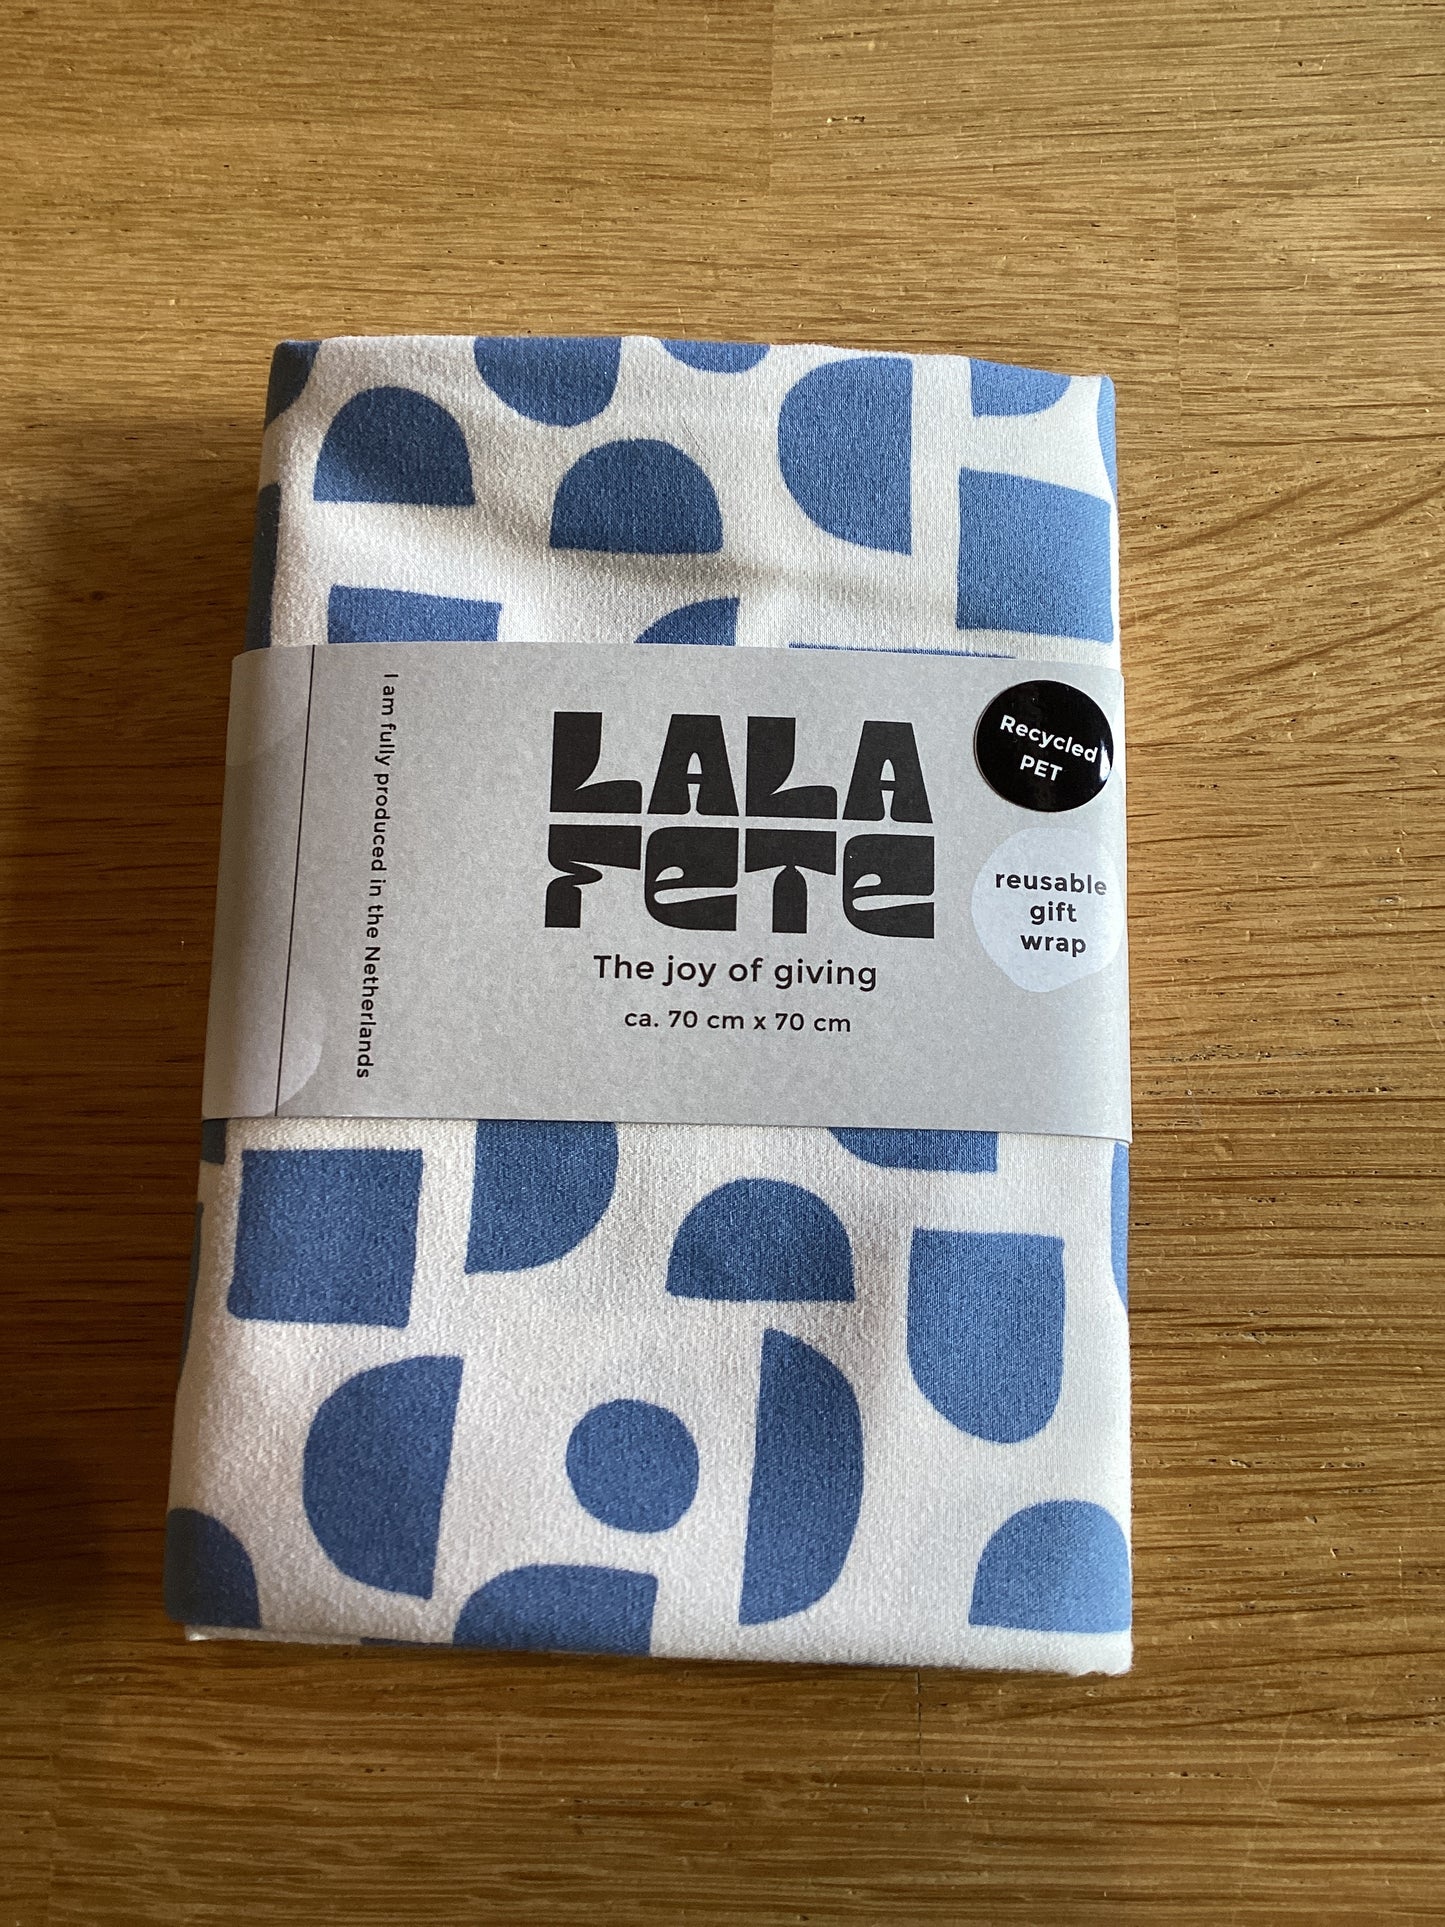 LALA
FETE
The joy of giving
ca. 70 cm x 70 cm
Recycled
PET
reusable
gift
wrap
I am fully produced in the Netherlands